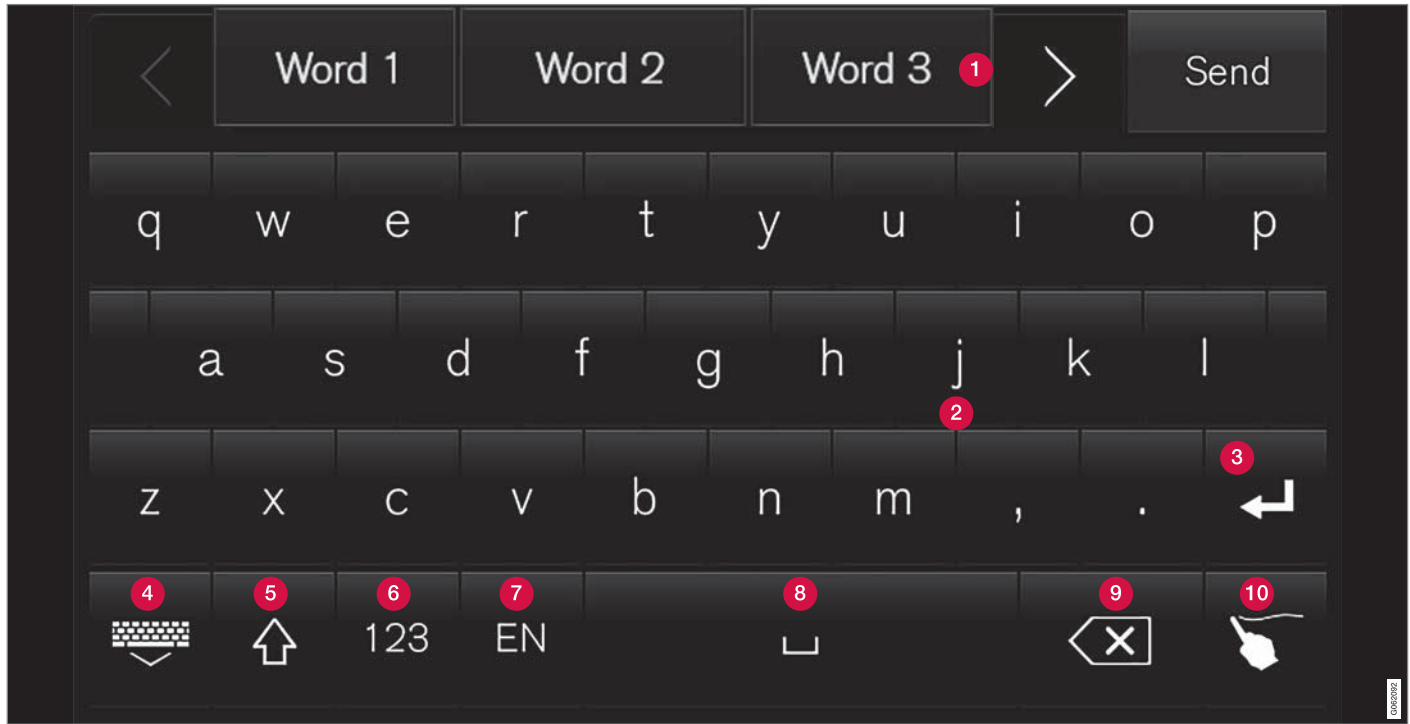 Word 1 Word 2 Word 3 1 Send
q w e r t y u i o p
a s d f g h j k l
2
3
z x c v b n m , .
4 5 6 7 8 9 10
123 EN
G062092